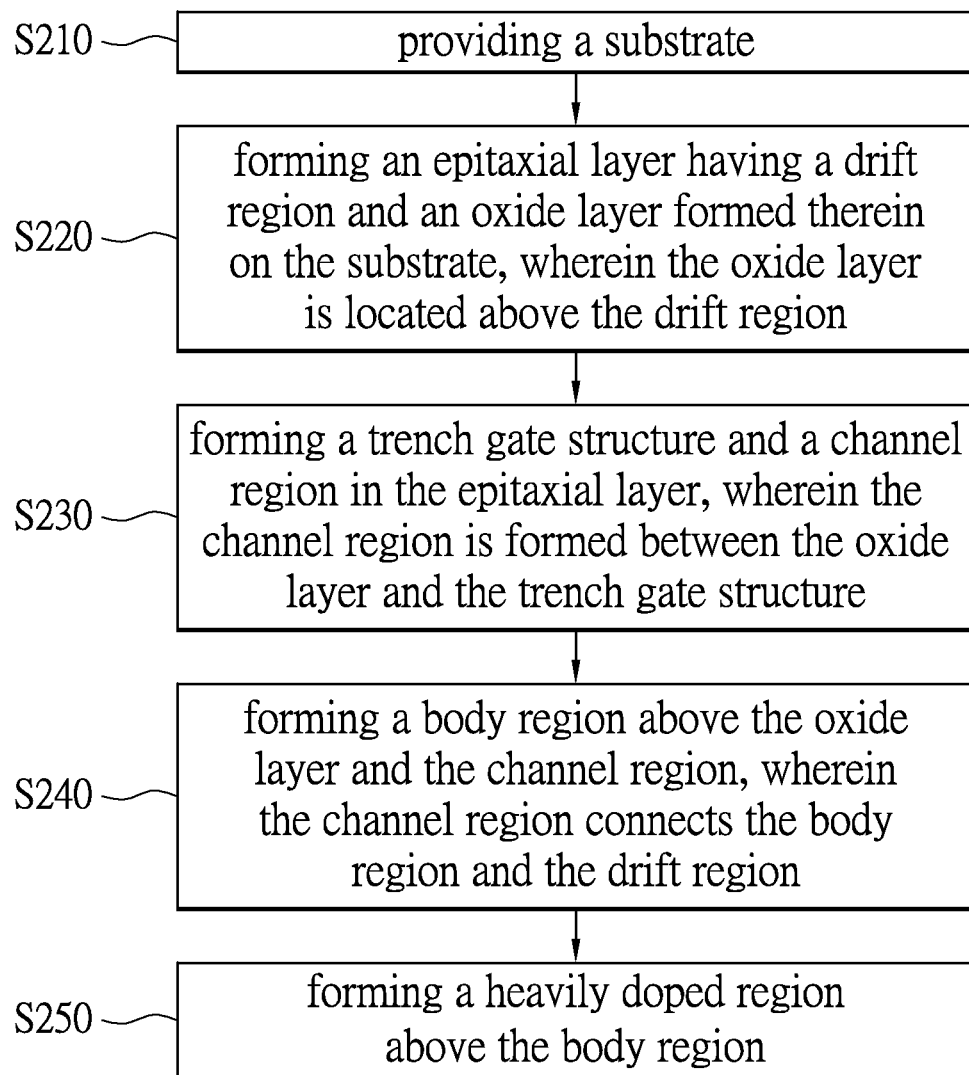 S210
providing a substrate
S220
forming an epitaxial layer having a drift
region and an oxide layer formed therein
on the substrate, wherein the oxide layer
is located above the drift region
S230
forming a trench gate structure and a channel
region in the epitaxial layer, wherein the
channel region is formed between the oxide
layer and the trench gate structure
S240
forming a body region above the oxide
layer and the channel region, wherein
the channel region connects the body
region and the drift region
S250
forming a heavily doped region
above the body region